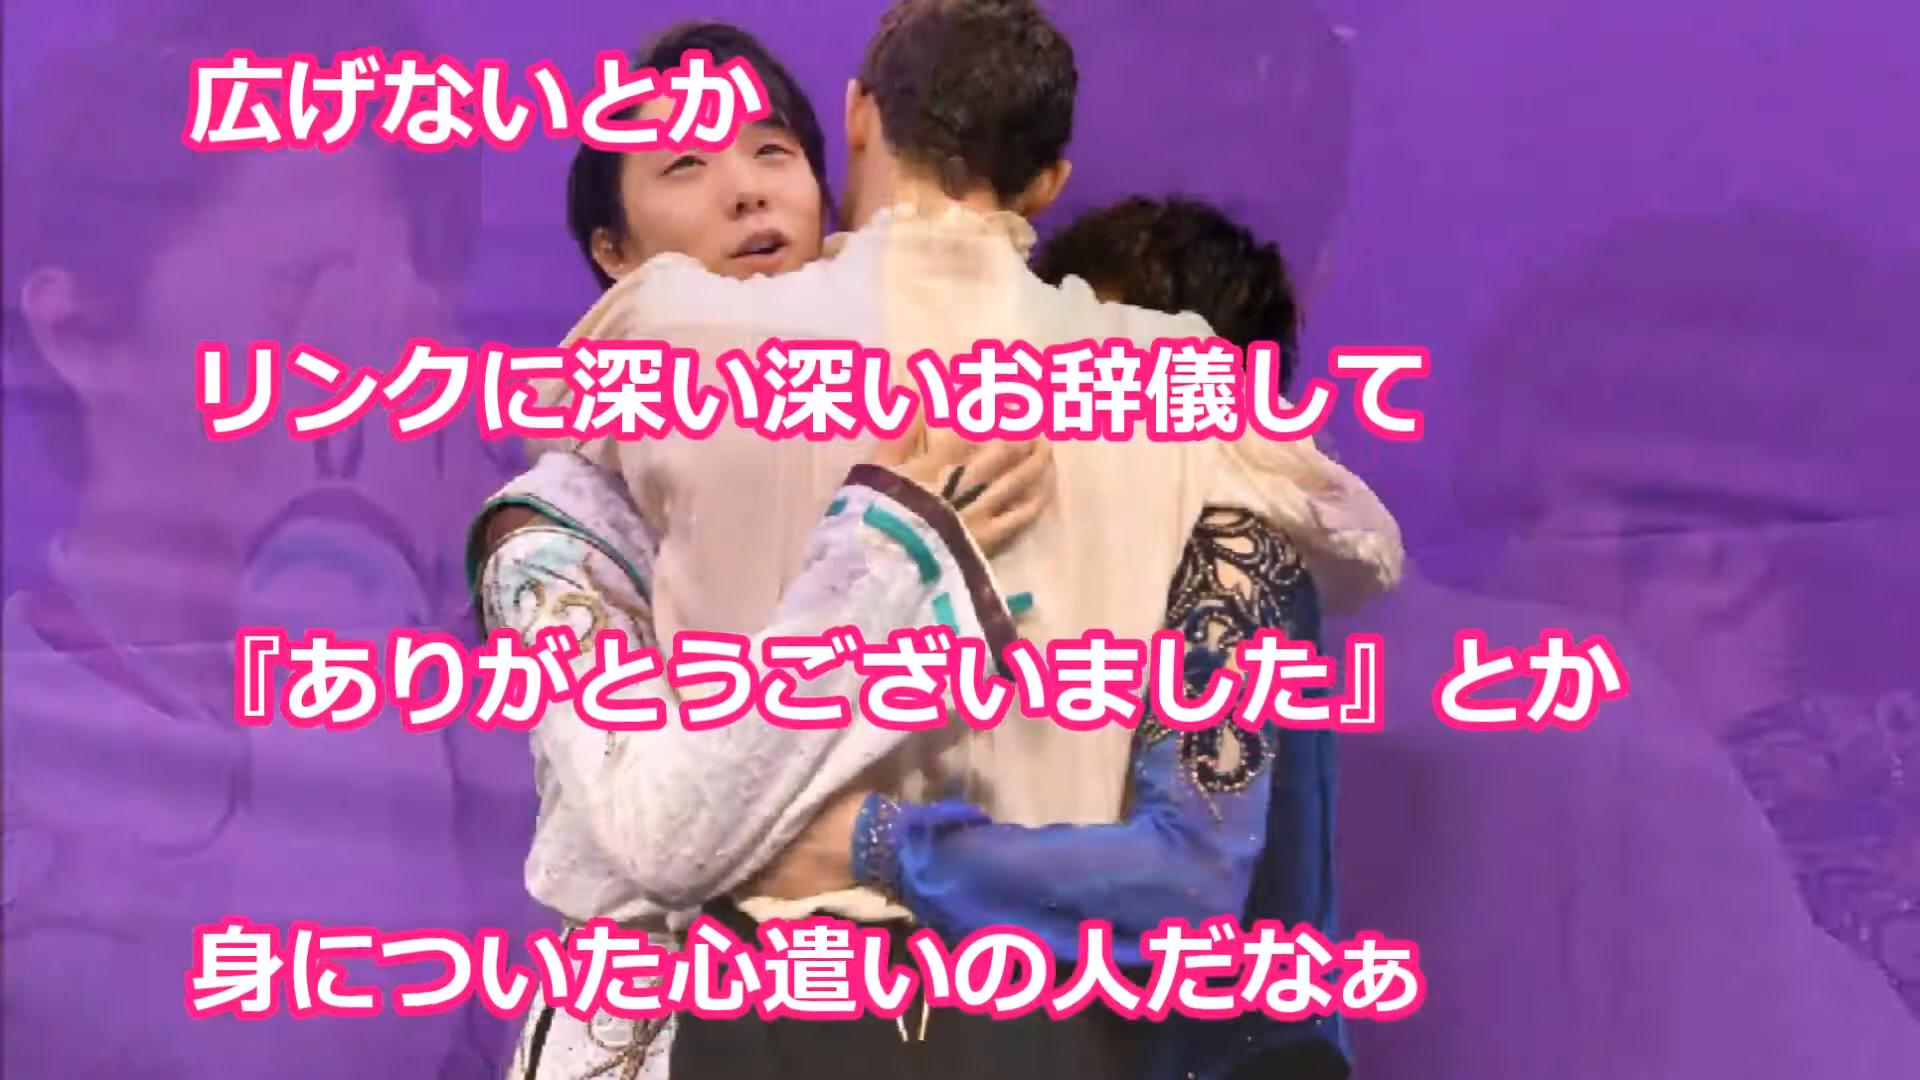 広げないとか
リンクに深い深いお辞儀して
『ありがとうございました』とか
身についた心遣いの人だなぁ